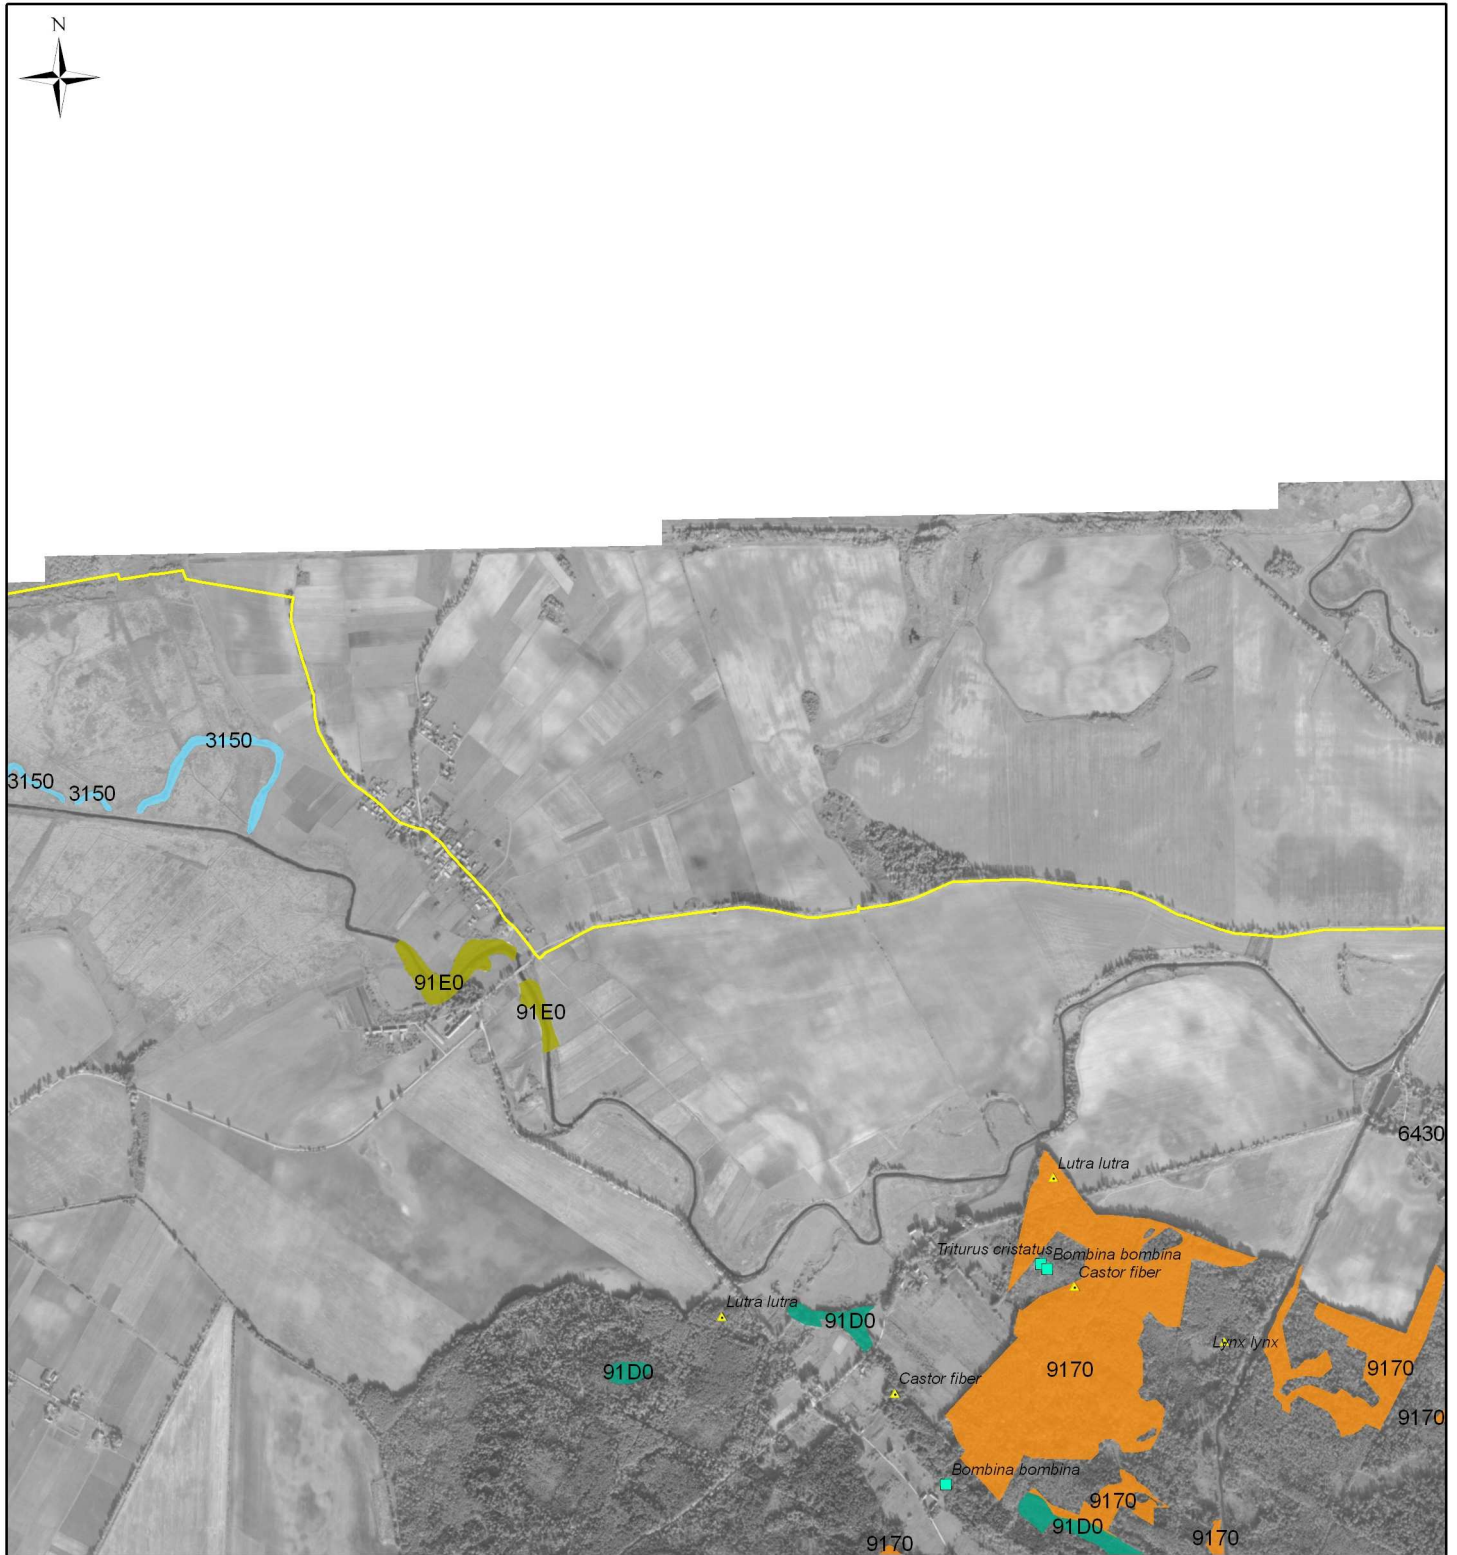 N
3150
3150
3150
91E0
91E0
6430
Lutra lutra
Triturus cristatus
Bombina bombina
Castor fiber
Lutra lutra
91D0
Lynx lynx
91D0
9170
9170
Castor fiber
9170
Bombina bombina
9170
91D0
9170
9170